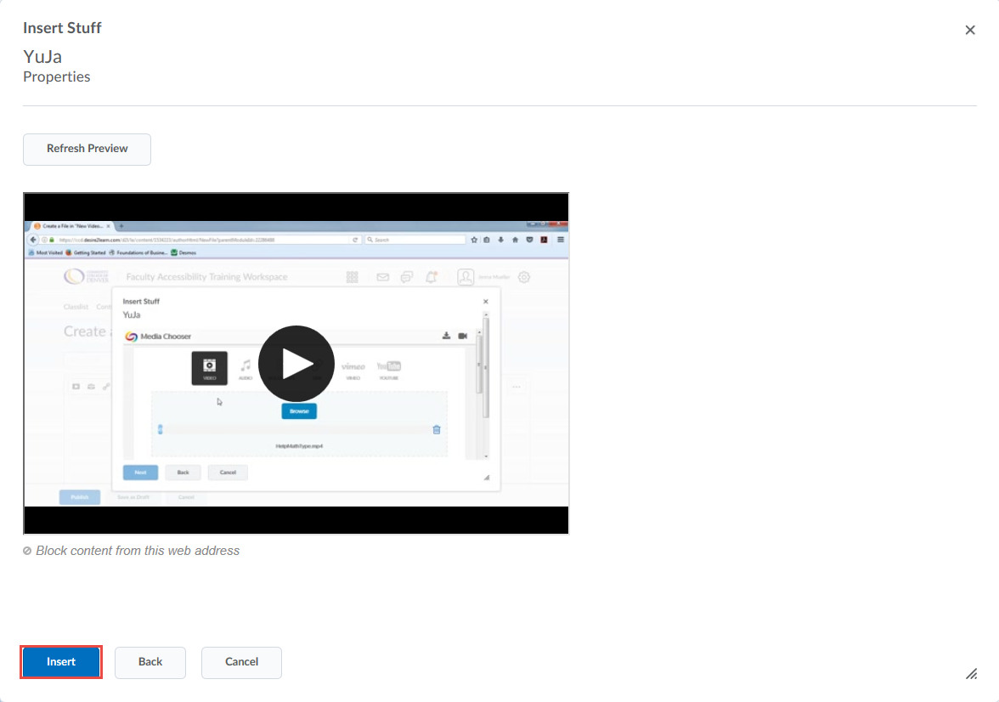 Insert Stuff
YuJa
Properties
Refresh Preview
Create a File in "New Video...
Search
Most Visited Getting Started Foundations of Busine... Desmos
DENVER
Faculty Accessibility Training Workspace
Classlist
Create a
Insert Stuff
YuJa
Media Chooser
VIDEO AUDIO vimeo VIMEO YouTube YOUTUBE
Browse
HelpMathType.mp4
Next Back Cancel
Publish Save as Draft Cancel
Block content from this web address
Insert Back Cancel